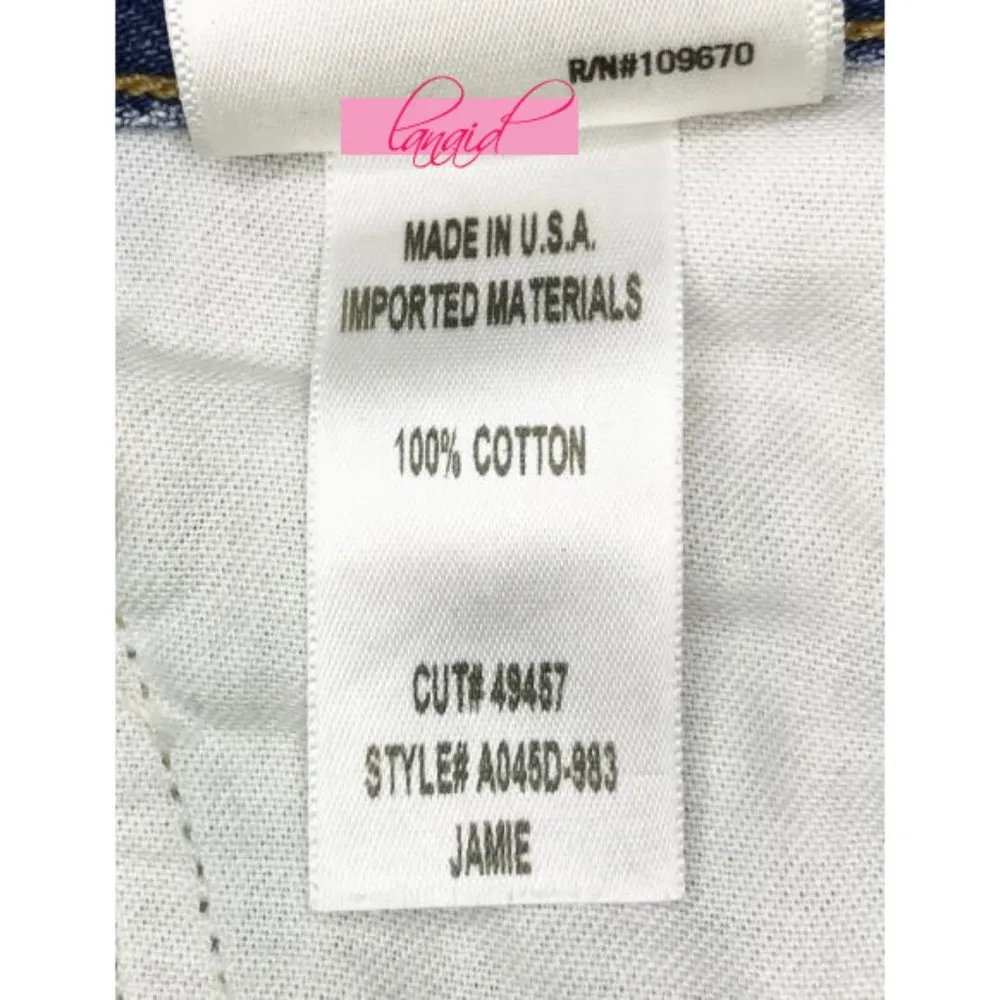 R/N#109670
lanaid
MADE IN U.S.A.
IMPORTED MATERIALS
100% COTTON
CUT# 49457
STYLE# A045D-983
JAMIE